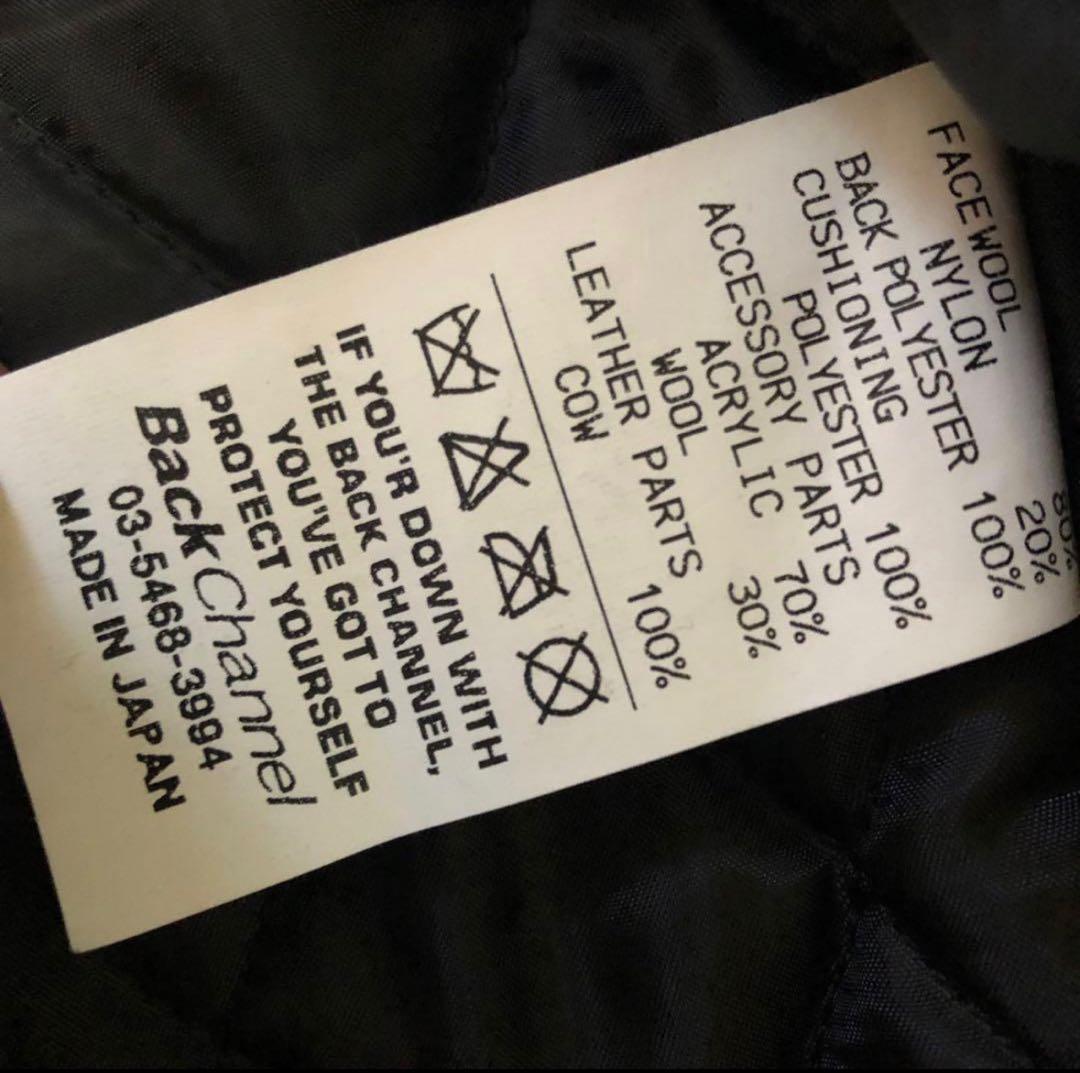 FACE WOOL 80%
NYLON 20%
BACK POLYESTER 100%
CUSHIONING
POLYESTER 100%
ACCESSORY PARTS
ACRYLIC 70%
WOOL 30%
LEATHER PARTS
COW 100%
IF YOU'R DOWN WITH
THE BACK CHANNEL,
YOU'VE GOT TO
PROTECT YOURSELF
Back Channel
03-5468-3994
MADE IN JAPAN